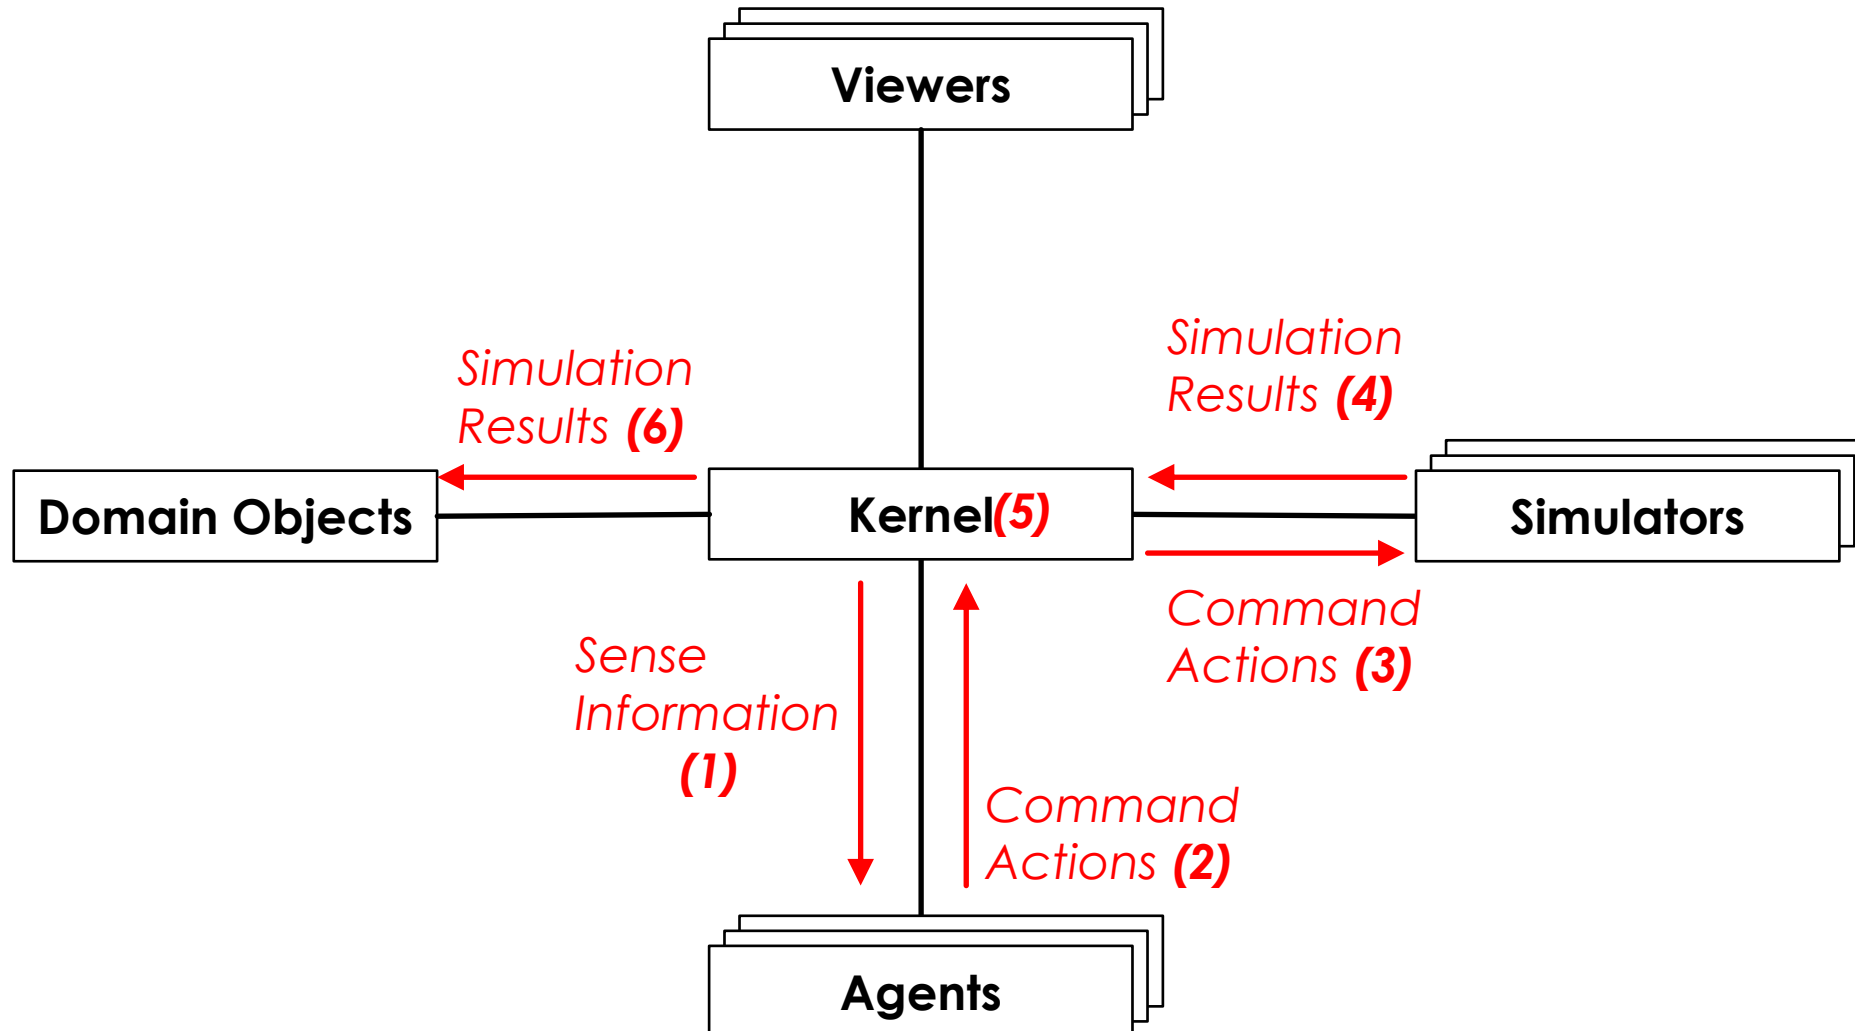 Viewers
Simulation
Results (6)
Simulation
Results (4)
Domain Objects
Kernel(5)
Simulators
Sense
Information
(1)
Command
Actions (3)
Command
Actions (2)
Agents